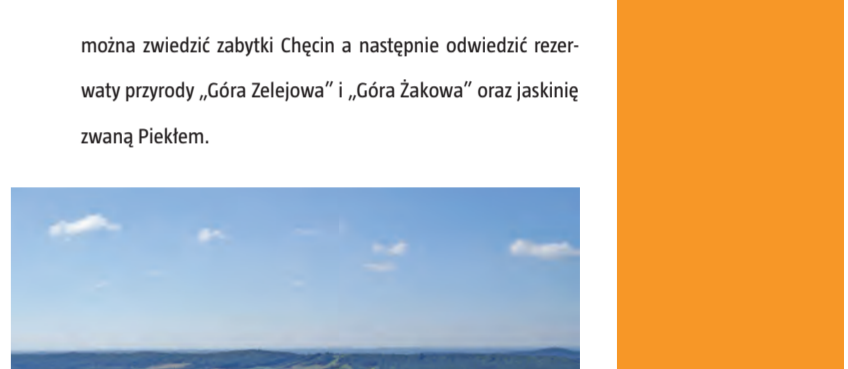 można zwiedzić zabytki Chęcin a następnie odwiedzić rezer-
waty przyrody „Góra Zelejowa” i „Góra Żakowa” oraz jaskinię
zwaną Piekłem.